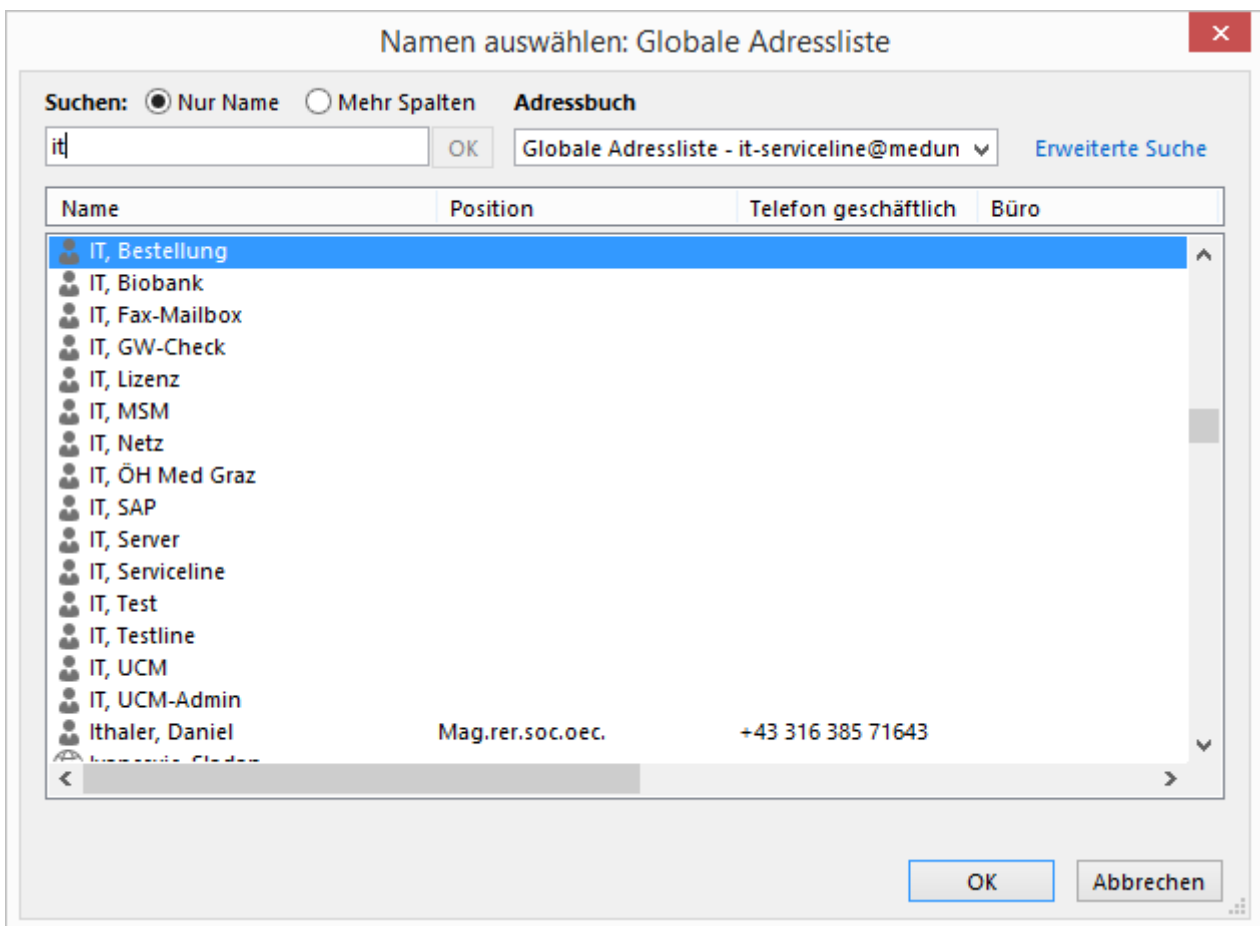 Namen auswählen: Globale Adressliste
Suchen: Nur Name Mehr Spalten Adressbuch
it OK Globale Adressliste - it-serviceline@medun Erweiterte Suche
Name Position Telefon geschäftlich Büro
IT, Bestellung
IT, Biobank
IT, Fax-Mailbox
IT, GW-Check
IT, Lizenz
IT, MSM
IT, Netz
IT, ÖH Med Graz
IT, SAP
IT, Server
IT, Serviceline
IT, Test
IT, Testline
IT, UCM
IT, UCM-Admin
Ithaler, Daniel Mag.rer.soc.oec. +43 316 385 71643
OK Abbrechen